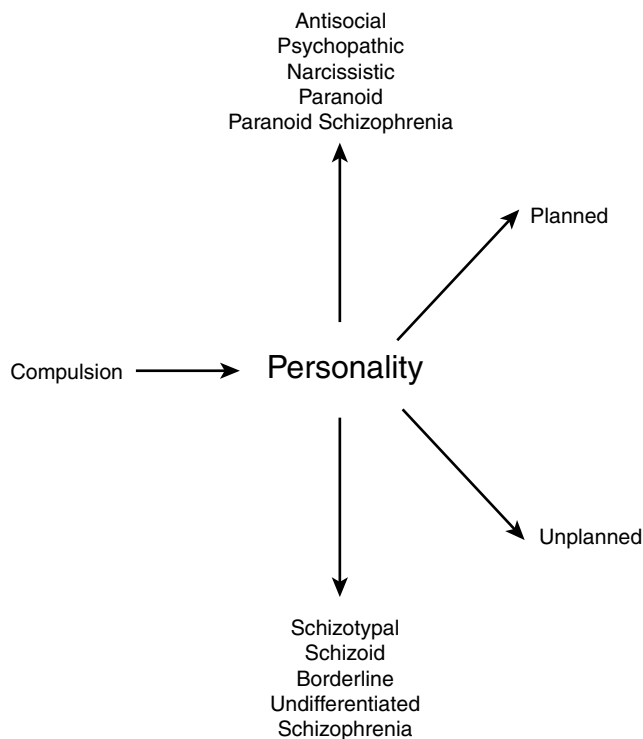 Antisocial
Psychopathic
Narcissistic
Paranoid
Paranoid Schizophrenia
Planned
Compulsion
Personality
Unplanned
Schizotypal
Schizoid
Borderline
Undifferentiated
Schizophrenia